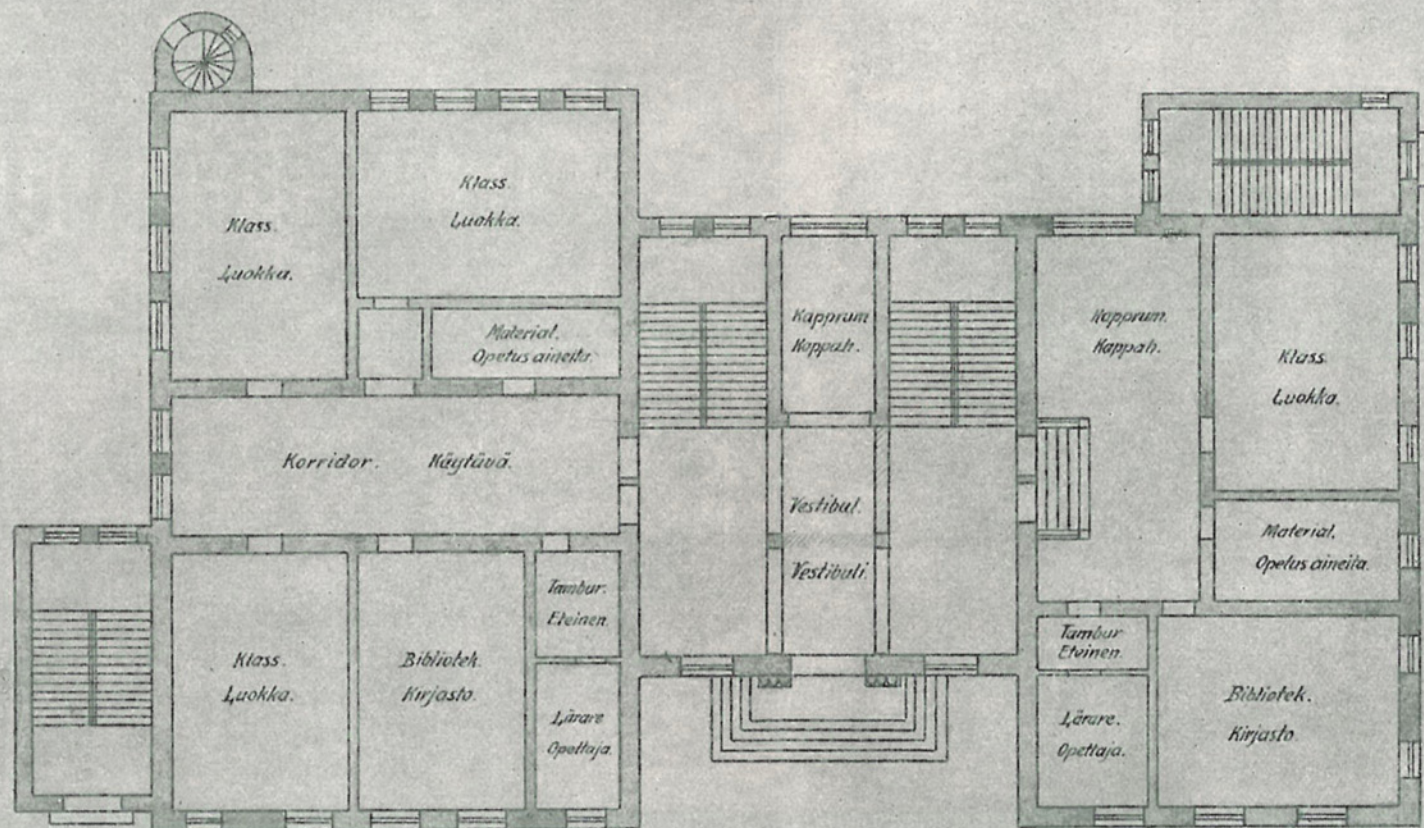 Klass.
Luokka.
Klass.
Luokka.
Material.
Opetus aineita.
Kapprum
Kappah.
Kapprum.
Kappah.
Klass.
Luokka.
Korridor. Käytävä.
Vestibul.
Vestibuli.
Material.
Opetus aineita.
Klass.
Luokka.
Bibliotek.
Kirjasto.
Tambur.
Eteinen.
Lärare
Opettaja.
Tambur
Eteinen.
Lärare.
Opettaja.
Bibliotek.
Kirjasto.